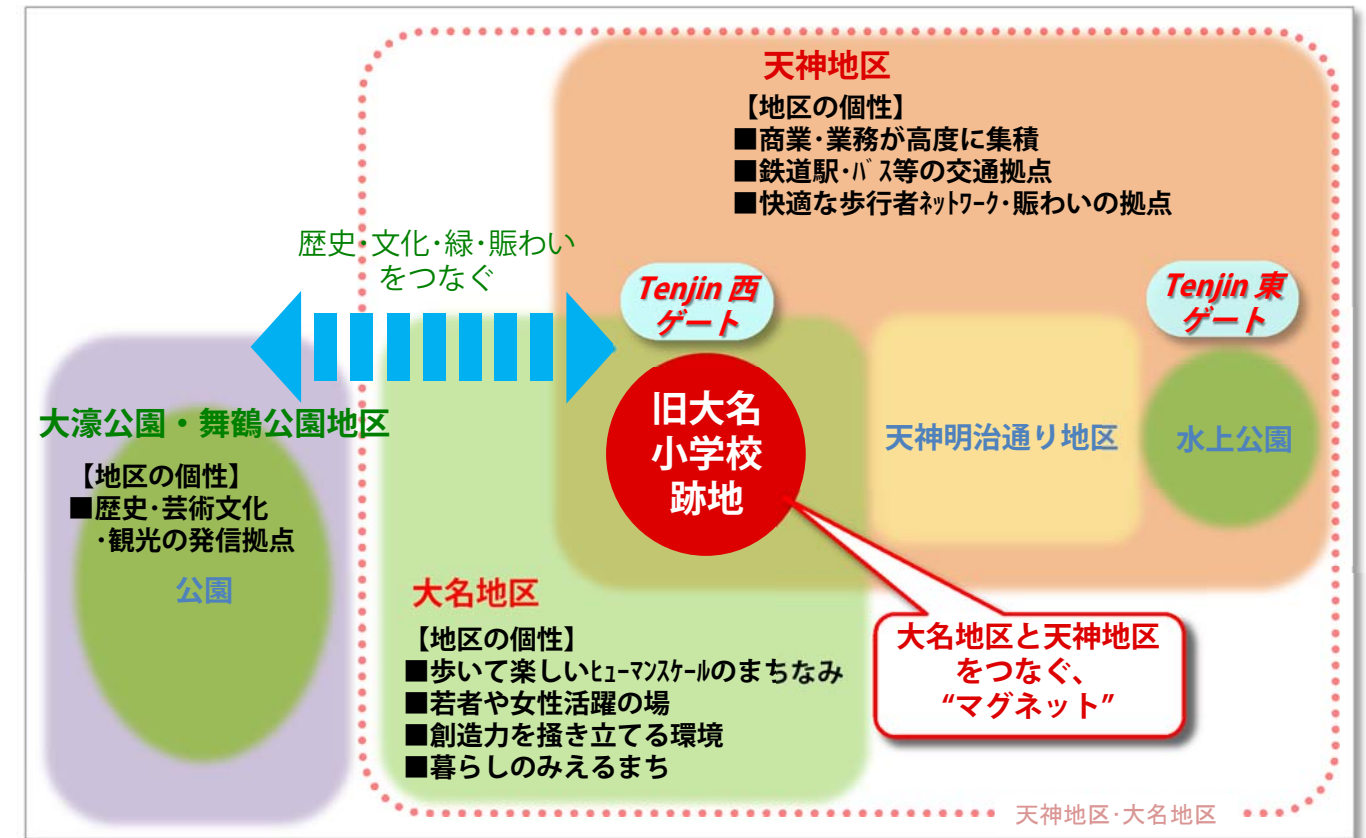 天神地区
【地区の個性】
■商業･業務が高度に集積
■鉄道駅･ﾊﾞｽ等の交通拠点
■快適な歩行者ﾈｯﾄﾜｰｸ･賑わいの拠点
歴史･文化･緑･賑わい
をつなぐ
Tenjin 西
ゲート
Tenjin 東
ゲート
大濠公園・舞鶴公園地区
【地区の個性】
■歴史･芸術文化
･観光の発信拠点
公園
旧大名
小学校
跡地
天神明治通り地区
水上公園
大名地区
【地区の個性】
■歩いて楽しいﾋｭｰﾏﾝｽｹｰﾙのまちなみ
■若者や女性活躍の場
■創造力を掻き立てる環境
■暮らしのみえるまち
大名地区と天神地区
をつなぐ、
“マグネット”
天神地区･大名地区